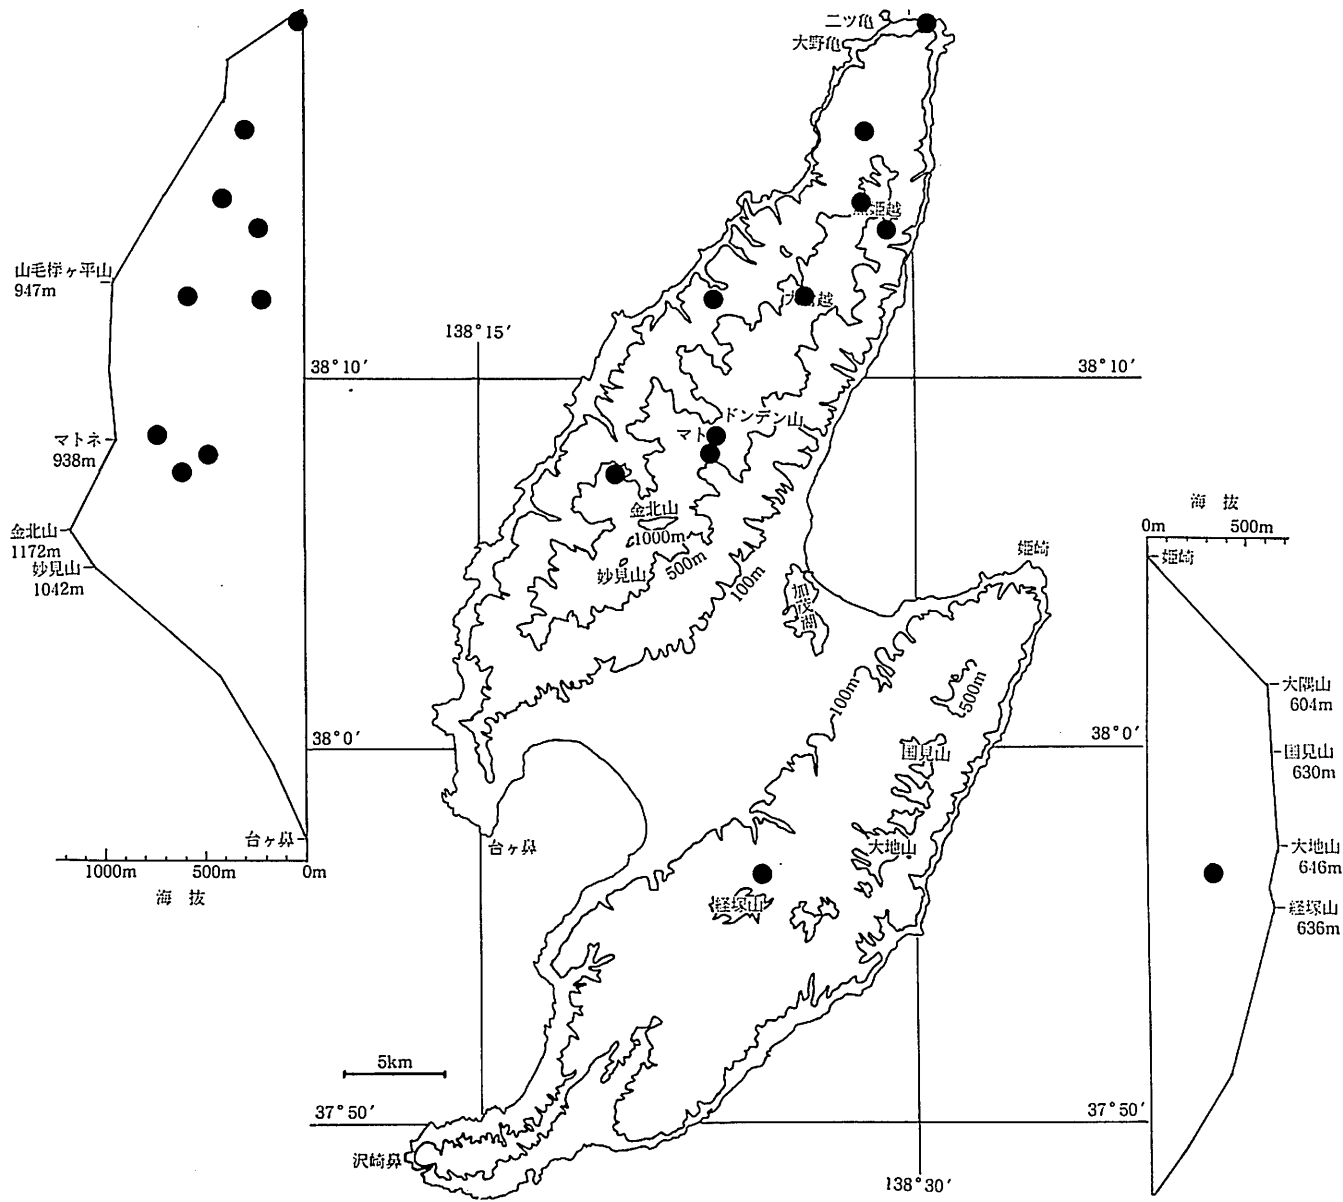 二ツ亀
大野亀
山毛欅ヶ平山
947m
138°15′
38°10′
38°10′
ドンデン山
マト
マトネ
938m
金北山
1172m
妙見山
1042m
金北山
1000m
500m
妙見山
100m
加茂湖
姫崎
海抜
0m 500m
姫崎
大隅山
604m
国見山
630m
大地山
646m
経塚山
636m
100m
500m
38°0′
38°0′
国見山
台ヶ鼻
台ヶ鼻
大地山
経塚山
1000m 500m 0m
海抜
5km
37°50′
37°50′
沢崎鼻
138°30′